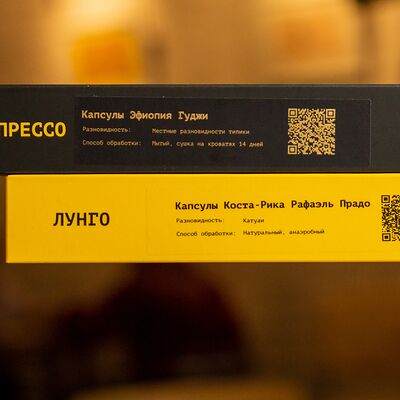 ПРЕССО
Капсулы Эфиопия Гуджи
Разновидность: Местные разновидности типики
Способ обработки: Мытый, сушка на кроватях 14 дней
ЛУНГО
Капсулы Коста-Рика Рафаэль Прадо
Разновидность: Катуаи
Способ обработки: Натуральный, анаэробный